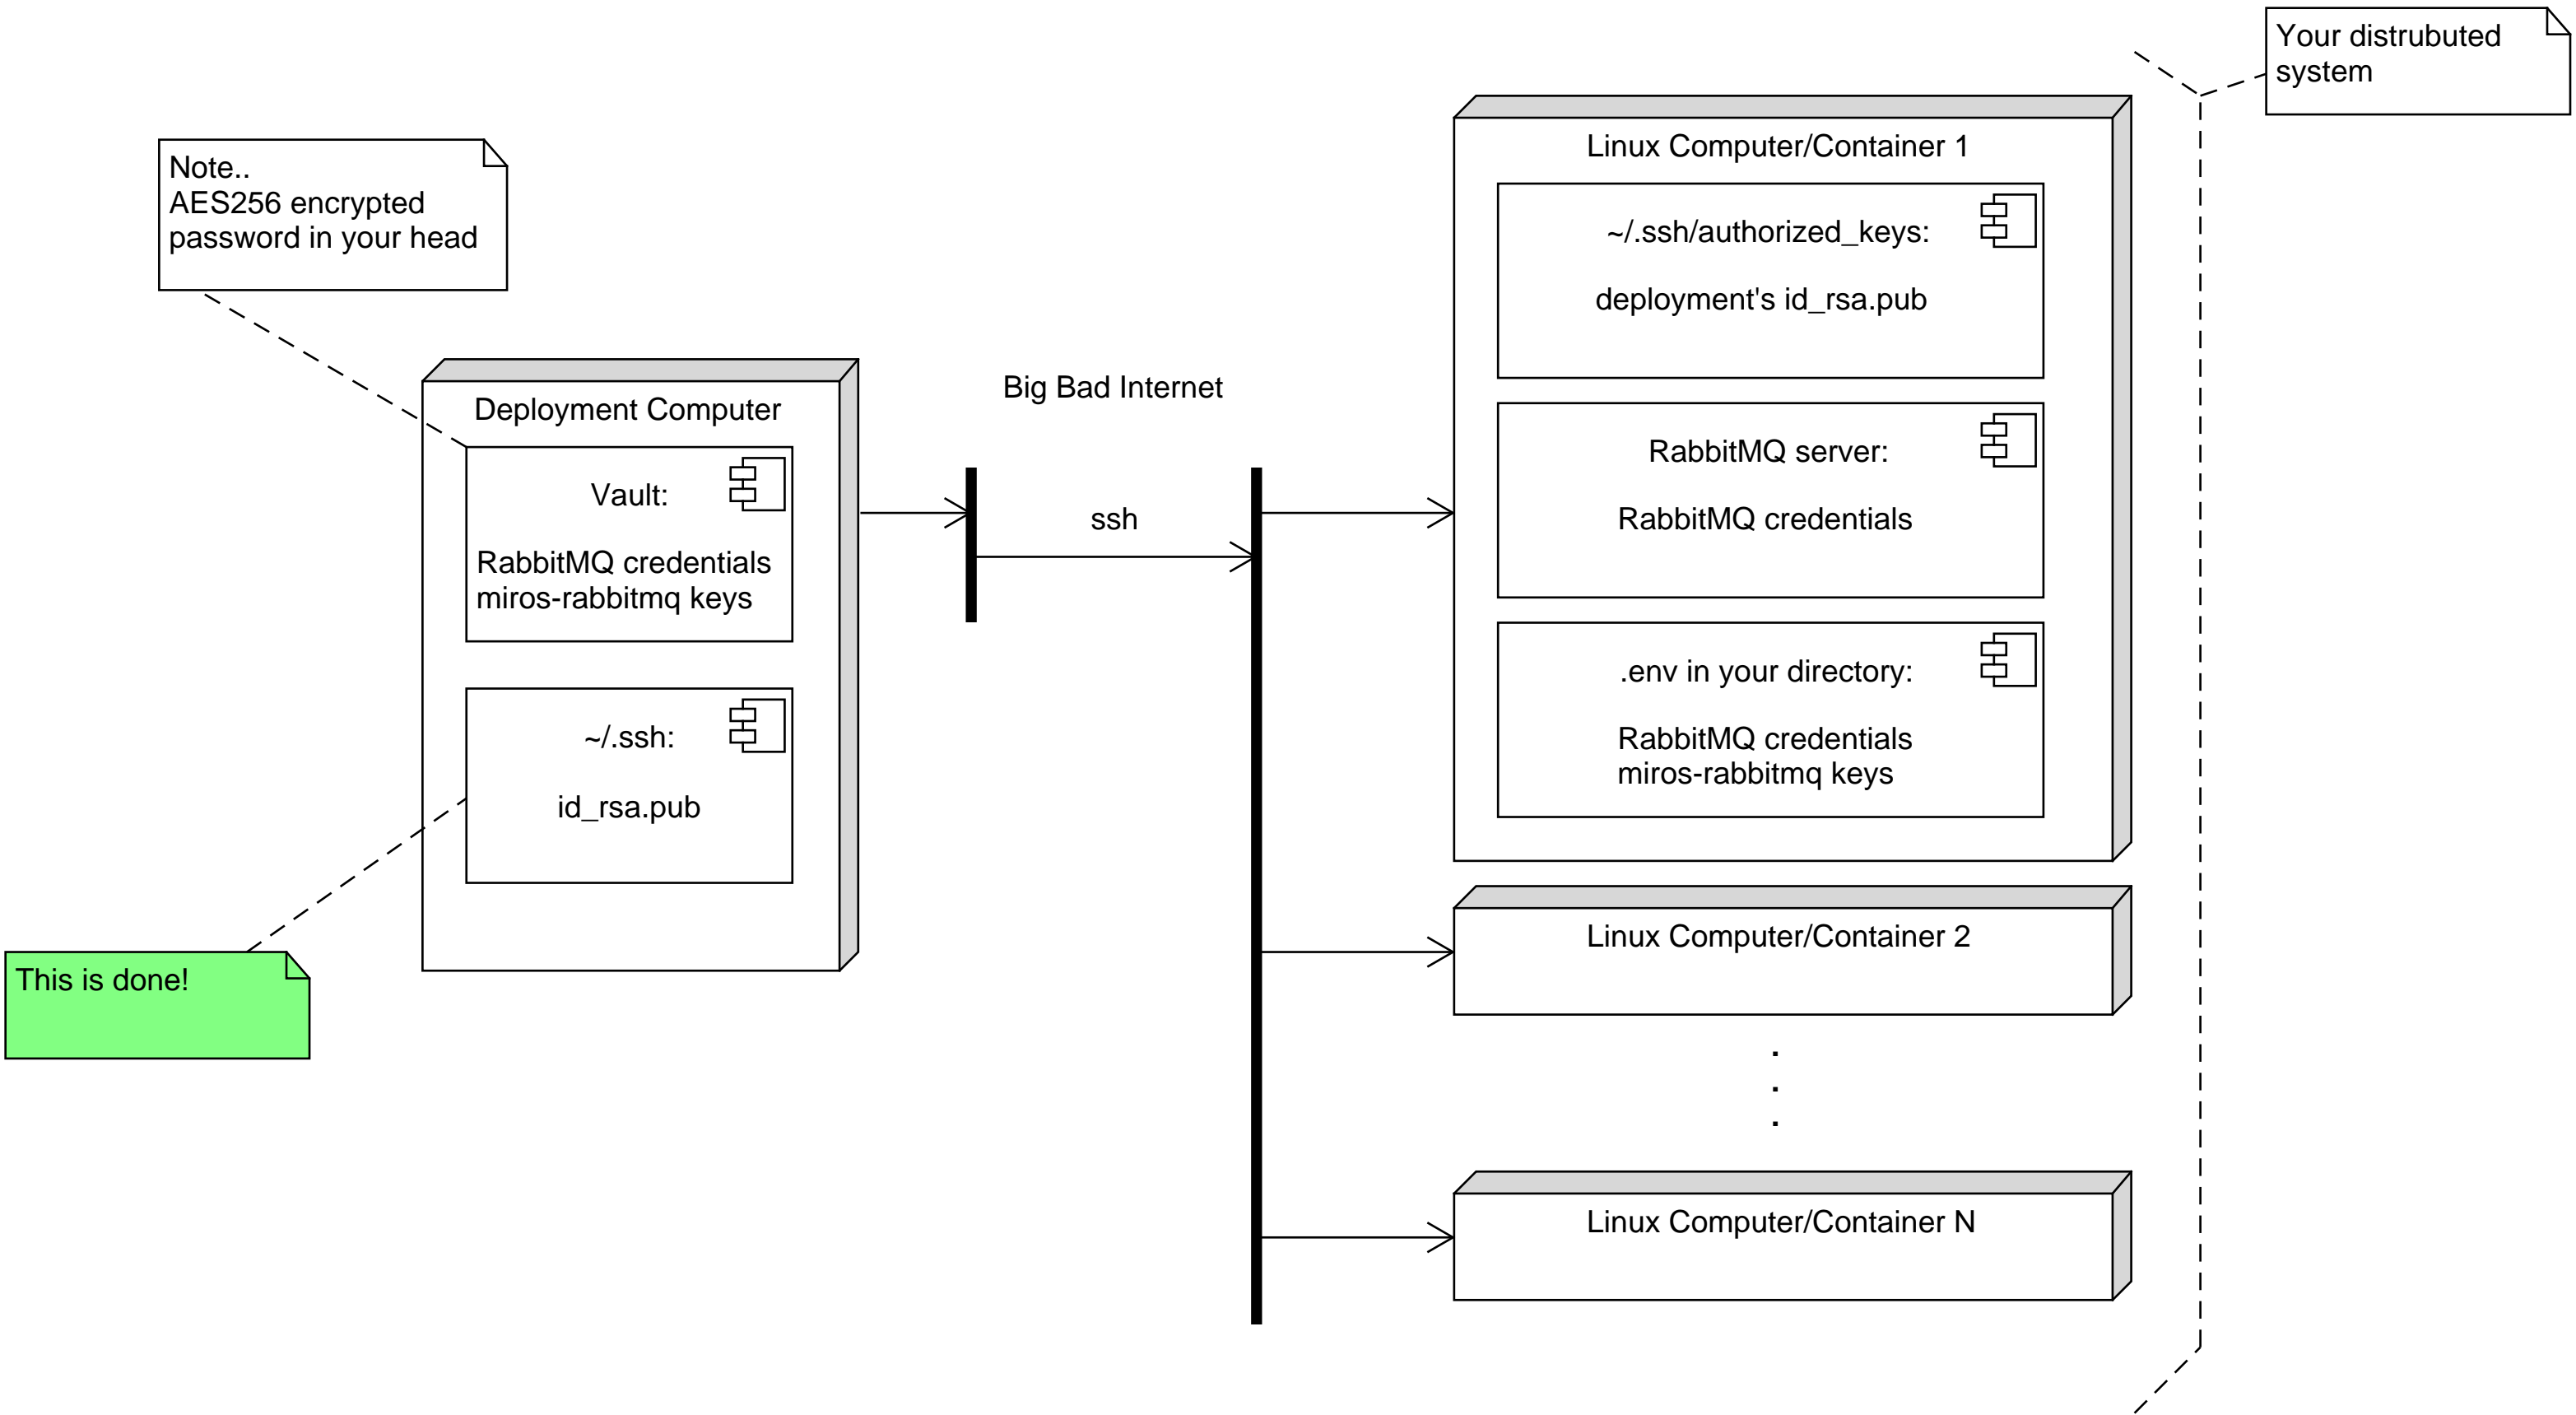 Your distrubuted
system
Note..
AES256 encrypted
password in your head
Deployment Computer
Vault:
RabbitMQ credentials
miros-rabbitmq keys
~/.ssh:
id_rsa.pub
This is done!
Big Bad Internet
ssh
Linux Computer/Container 1
~/.ssh/authorized_keys:
deployment's id_rsa.pub
RabbitMQ server:
RabbitMQ credentials
.env in your directory:
RabbitMQ credentials
miros-rabbitmq keys
Linux Computer/Container 2
.
.
.
Linux Computer/Container N